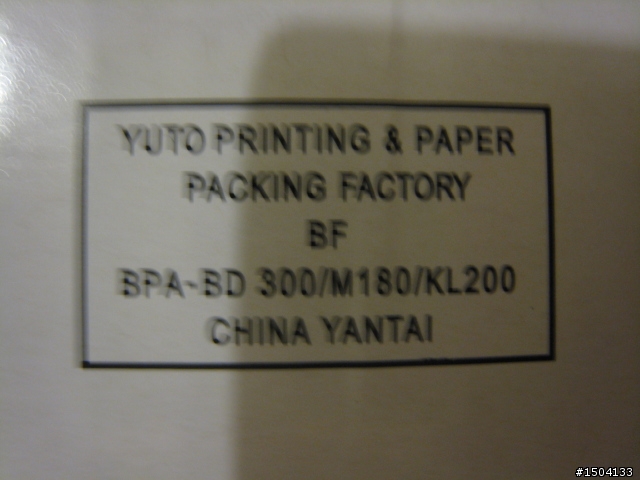 YUTO PRINTING & PAPER
PACKING FACTORY
BF
BPA-BD 300/M180/KL200
CHINA YANTAI
#1504133